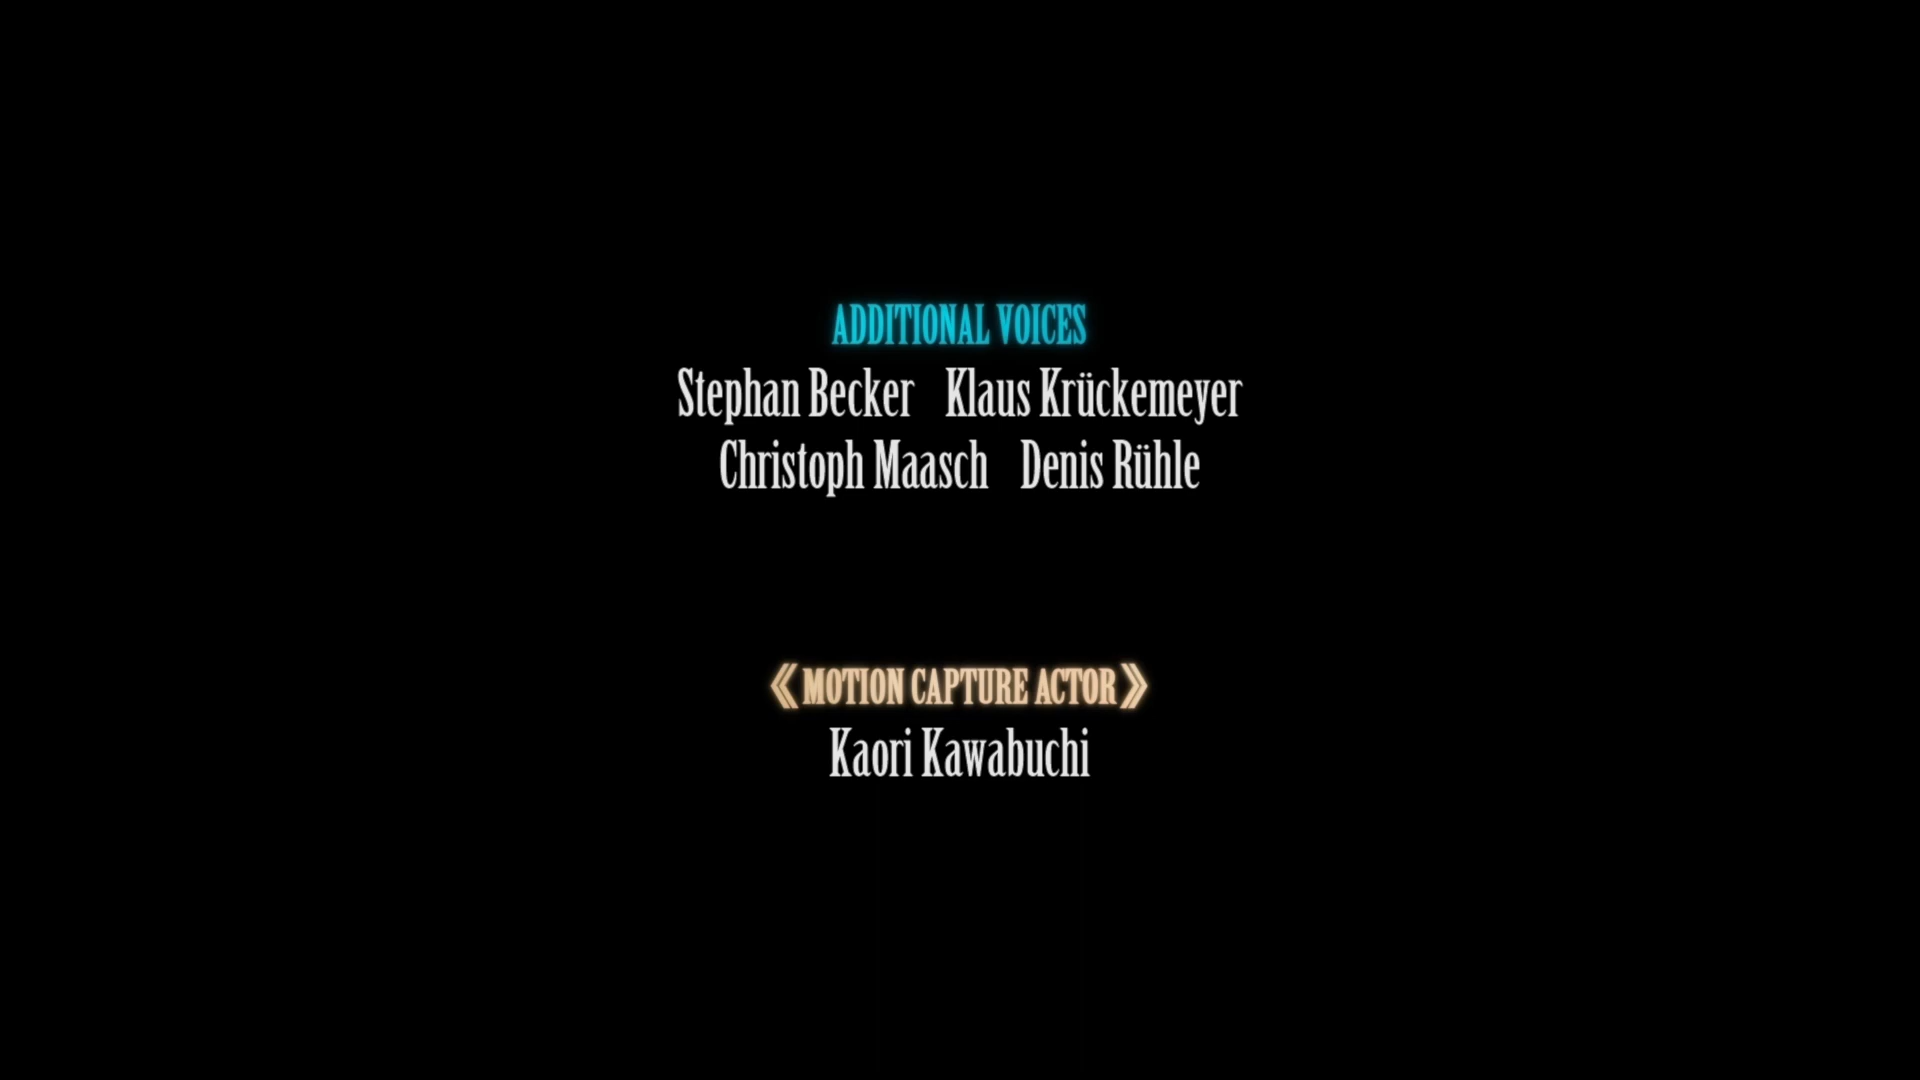 ADDITIONAL VOICES
Stephan Becker Klaus Krückemeyer
Christoph Maasch Denis Rühle
《MOTION CAPTURE ACTOR》
Kaori Kawabuchi